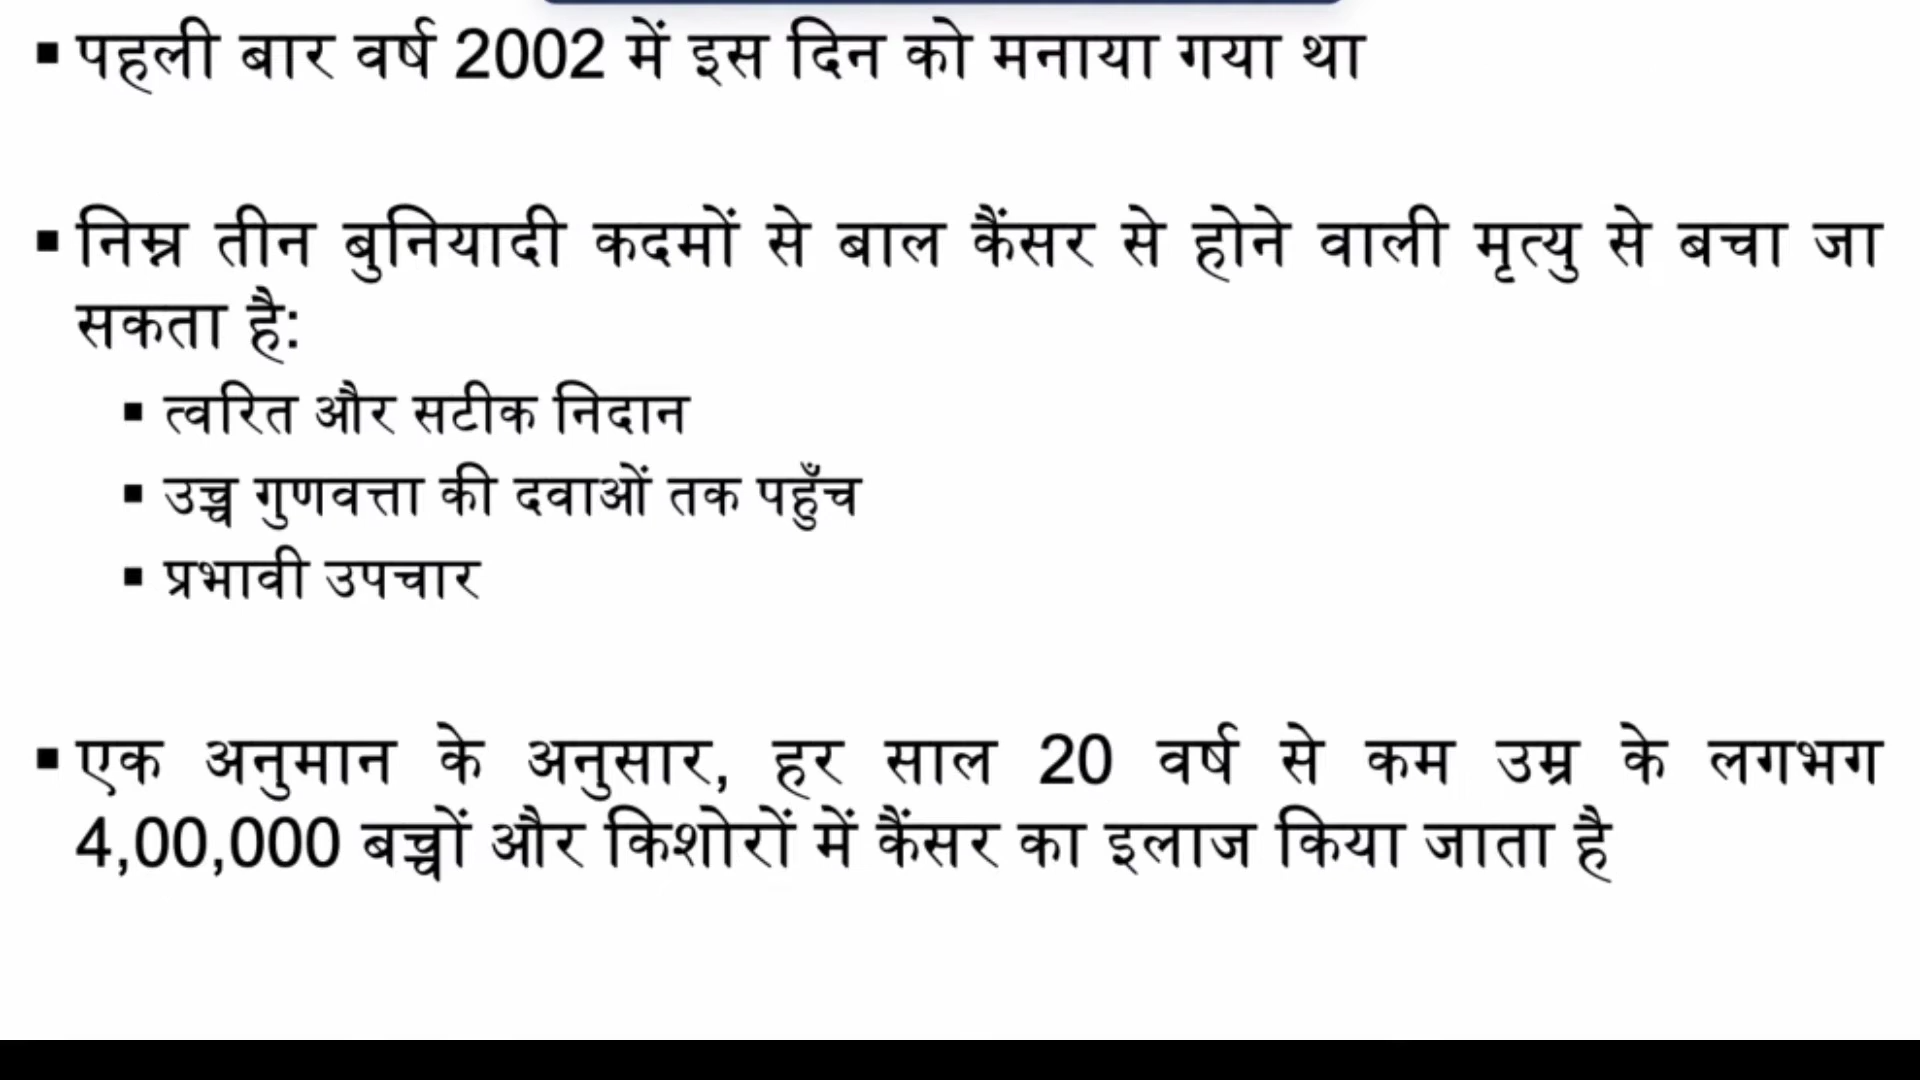 ▪ पहली बार वर्ष 2002 में इस दिन को मनाया गया था
▪ निम्न तीन बुनियादी कदमों से बाल कैंसर से होने वाली मृत्यु से बचा जा
सकता है:
▪ त्वरित और सटीक निदान
▪ उच्च गुणवत्ता की दवाओं तक पहुँच
▪ प्रभावी उपचार
▪ एक अनुमान के अनुसार, हर साल 20 वर्ष से कम उम्र के लगभग
4,00,000 बच्चों और किशोरों में कैंसर का इलाज किया जाता है